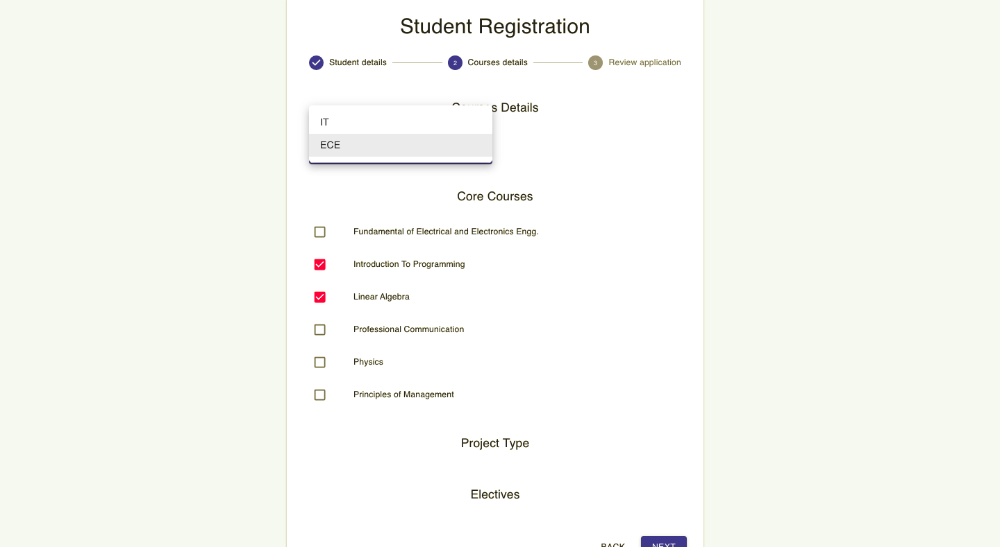 Student Registration
Student details
2 Courses details
3 Review application
Courses Details
IT
ECE
Core Courses
Fundamental of Electrical and Electronics Engg.
Introduction To Programming
Linear Algebra
Professional Communication
Physics
Principles of Management
Project Type
Electives
BACK NEXT